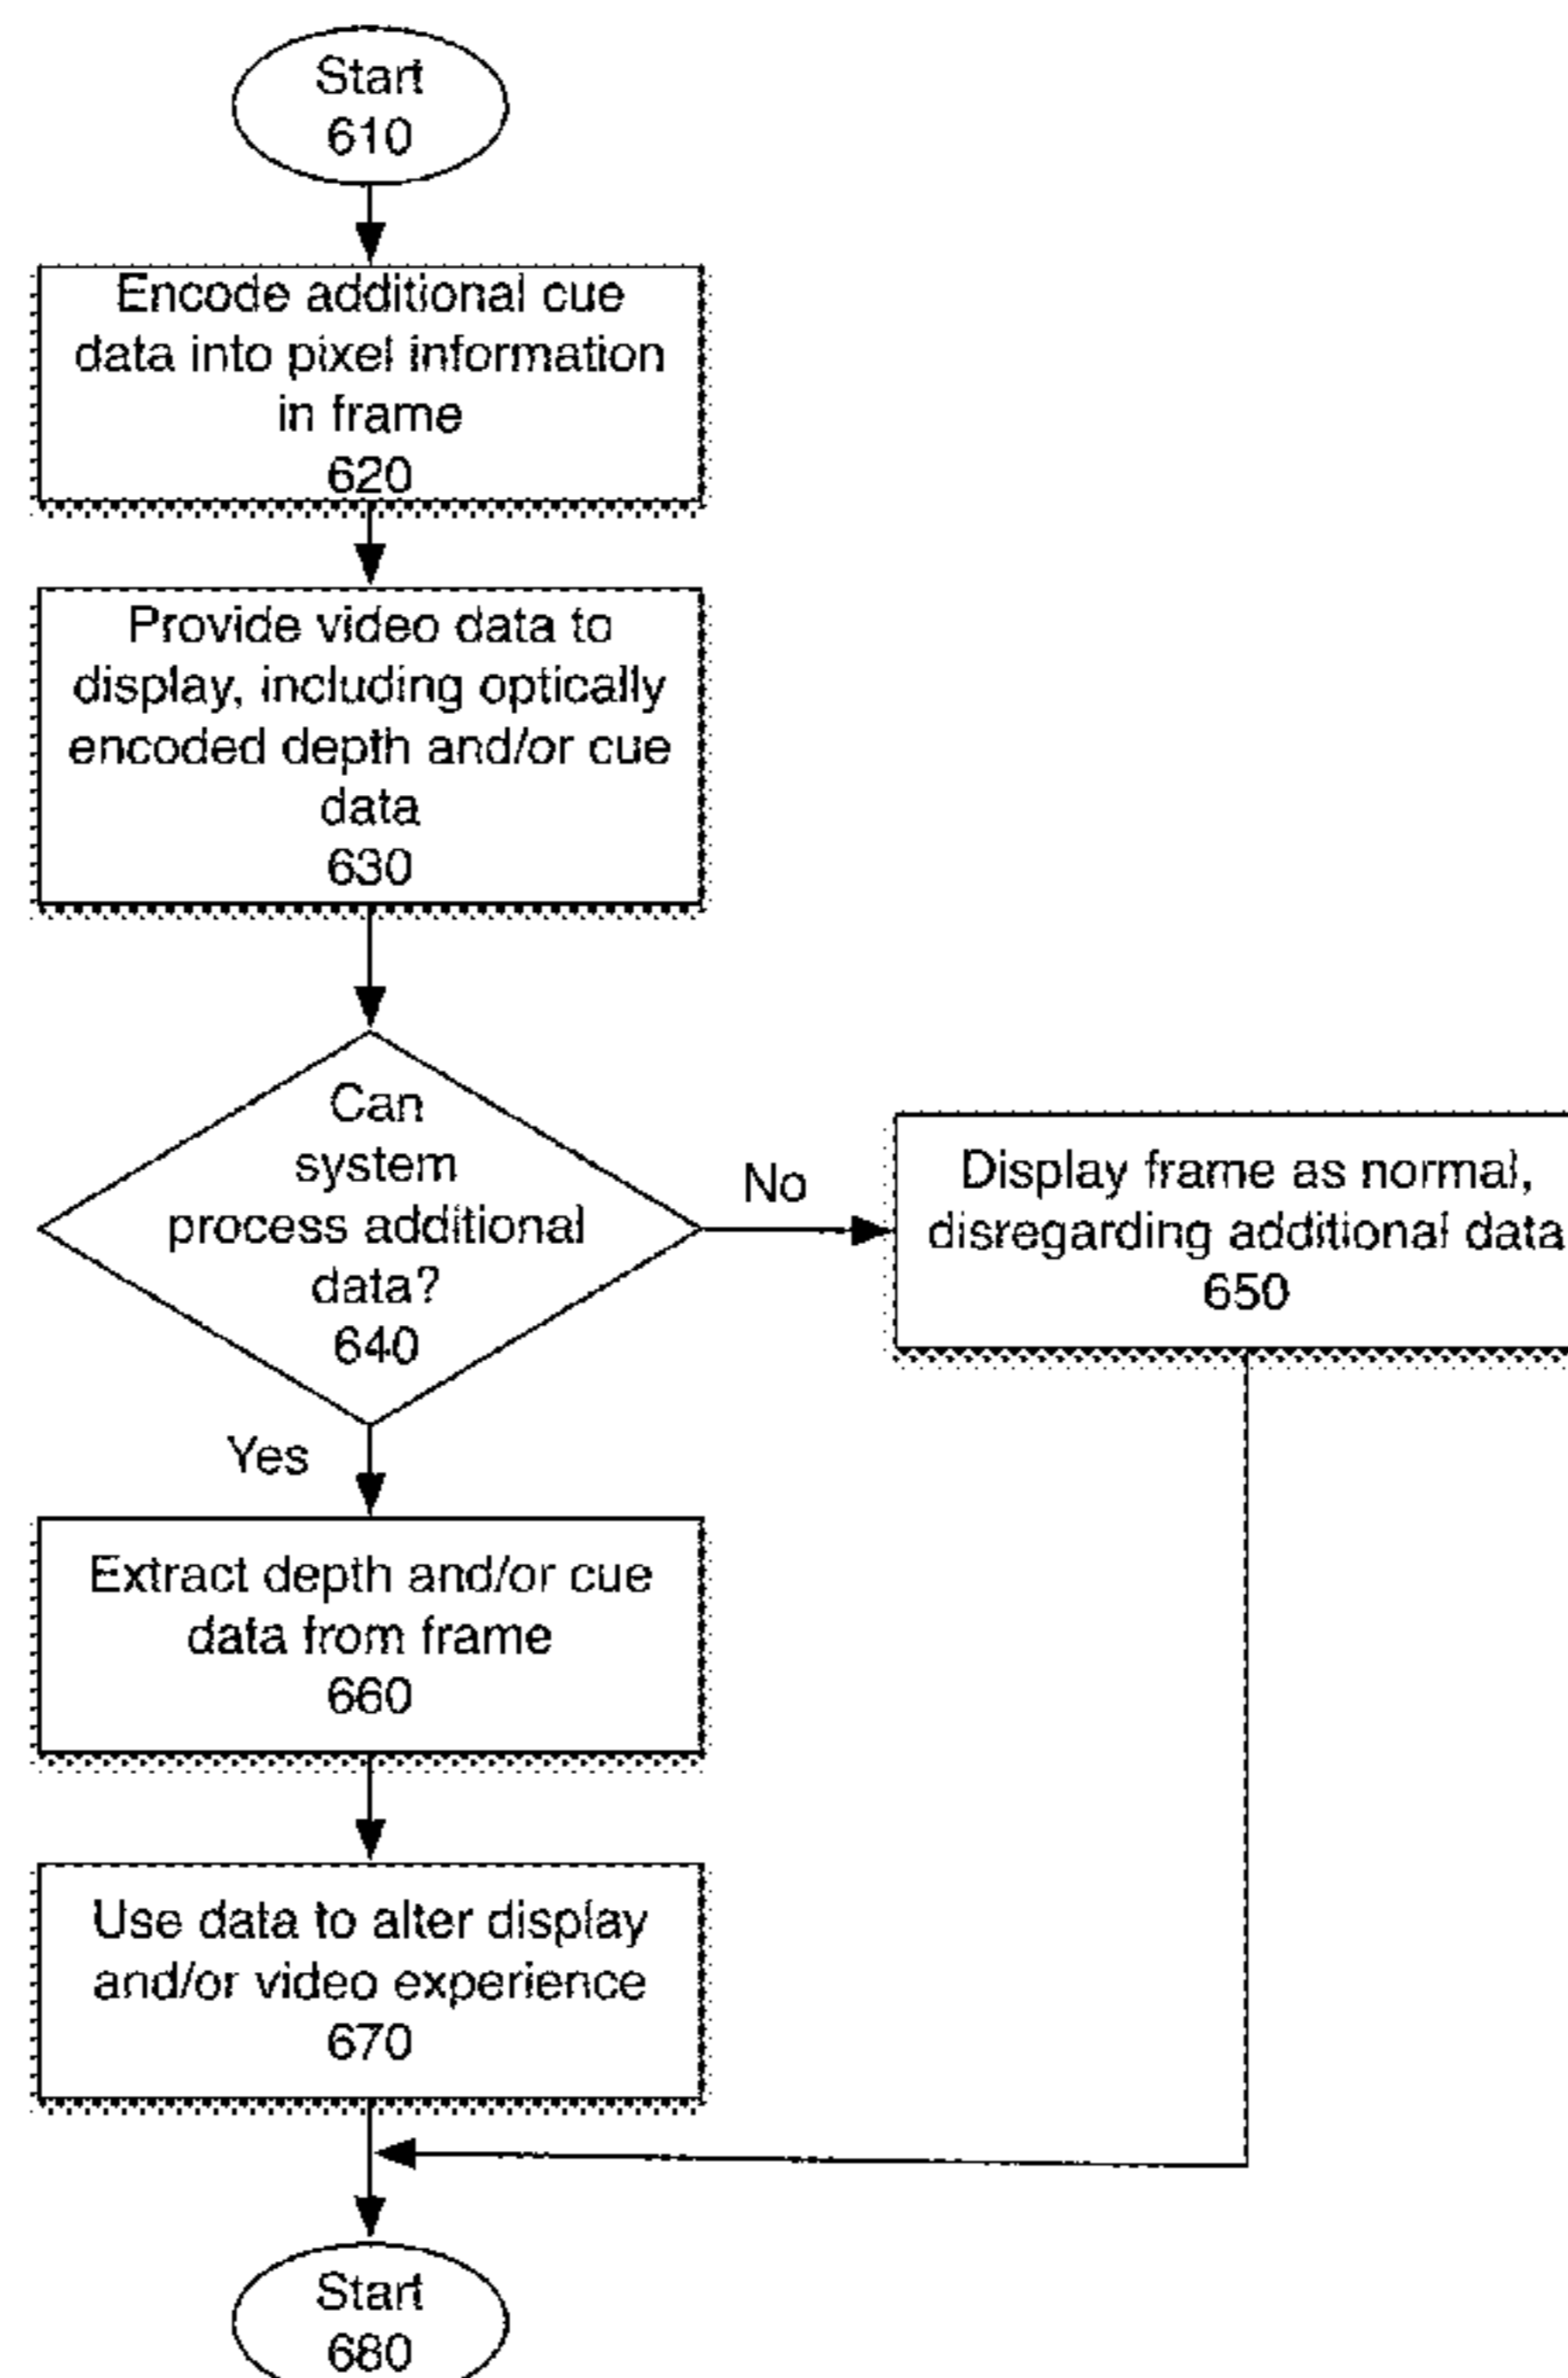 Start
610
Encode additional cue
data into pixel information
in frame
620
Provide video data to
display, including optically
encoded depth and/or cue
data
630
Can
system
process additional
data?
640
No
Display frame as normal,
disregarding additional data
650
Yes
Extract depth and/or cue
data from frame
660
Use data to alter display
and/or video experience
670
Start
680